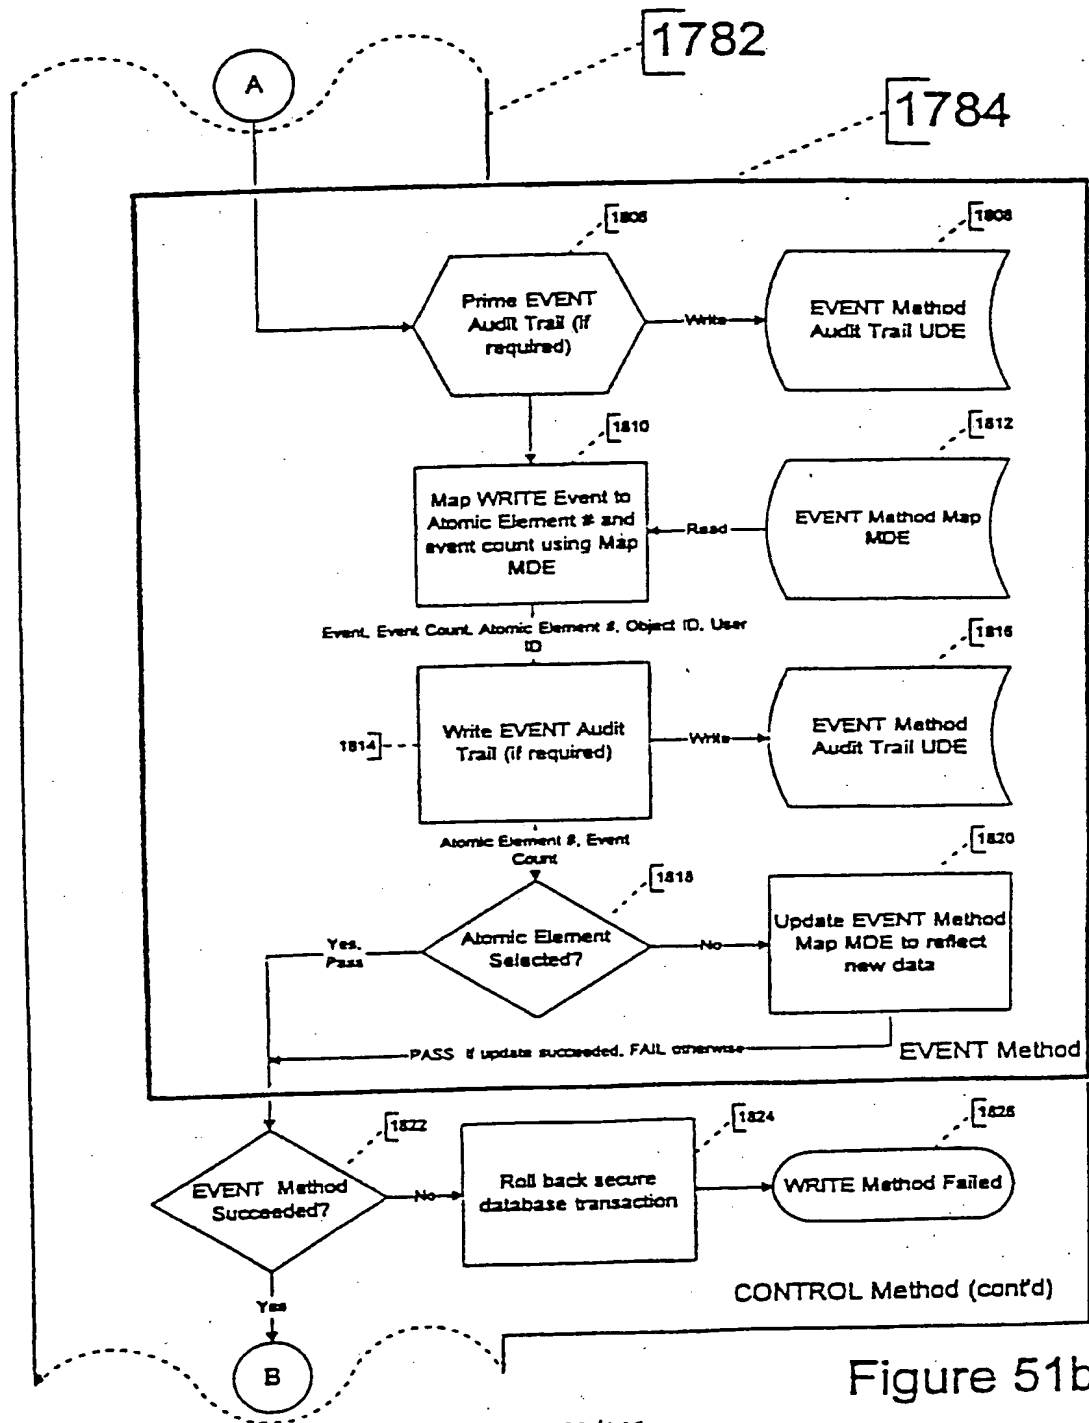 1782
A
1784
1806
1808
Prime EVENT
Audit Trail (if
required)
Write
EVENT Method
Audit Trail UDE
1810
1812
Map WRITE Event to
Atomic Element # and
event count using Map
MDE
Read
EVENT Method Map
MDE
Event, Event Count, Atomic Element #, Object ID, User
ID
1816
1814
Write EVENT Audit
Trail (if required)
Write
EVENT Method
Audit Trail UDE
Atomic Element #, Event
Count
1818
1820
Yes,
Pass
Atomic Element
Selected?
No
Update EVENT Method
Map MDE to reflect
new data
PASS if update succeeded, FAIL otherwise
EVENT Method
1822
1824
1826
EVENT Method
Succeeded?
No
Roll back secure
database transaction
WRITE Method Failed
Yes
CONTROL Method (cont'd)
B
Figure 51b